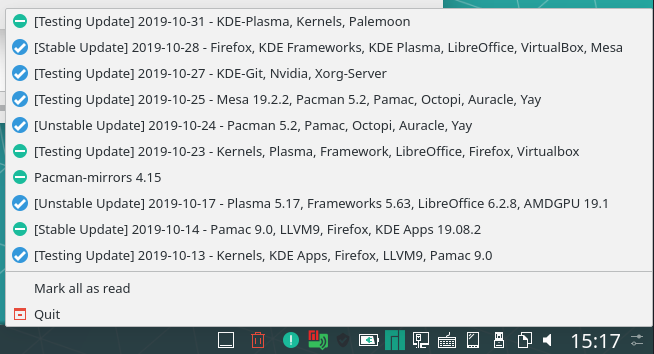 [Testing Update] 2019-10-31 - KDE-Plasma, Kernels, Palemoon
[Stable Update] 2019-10-28 - Firefox, KDE Frameworks, KDE Plasma, LibreOffice, VirtualBox, Mesa
[Testing Update] 2019-10-27 - KDE-Git, Nvidia, Xorg-Server
[Testing Update] 2019-10-25 - Mesa 19.2.2, Pacman 5.2, Pamac, Octopi, Auracle, Yay
[Unstable Update] 2019-10-24 - Pacman 5.2, Pamac, Octopi, Auracle, Yay
[Testing Update] 2019-10-23 - Kernels, Plasma, Framework, LibreOffice, Firefox, Virtualbox
Pacman-mirrors 4.15
[Unstable Update] 2019-10-17 - Plasma 5.17, Frameworks 5.63, LibreOffice 6.2.8, AMDGPU 19.1
[Stable Update] 2019-10-14 - Pamac 9.0, LLVM9, Firefox, KDE Apps 19.08.2
[Testing Update] 2019-10-13 - Kernels, KDE Apps, Firefox, LLVM9, Pamac 9.0
Mark all as read
Quit
15:17